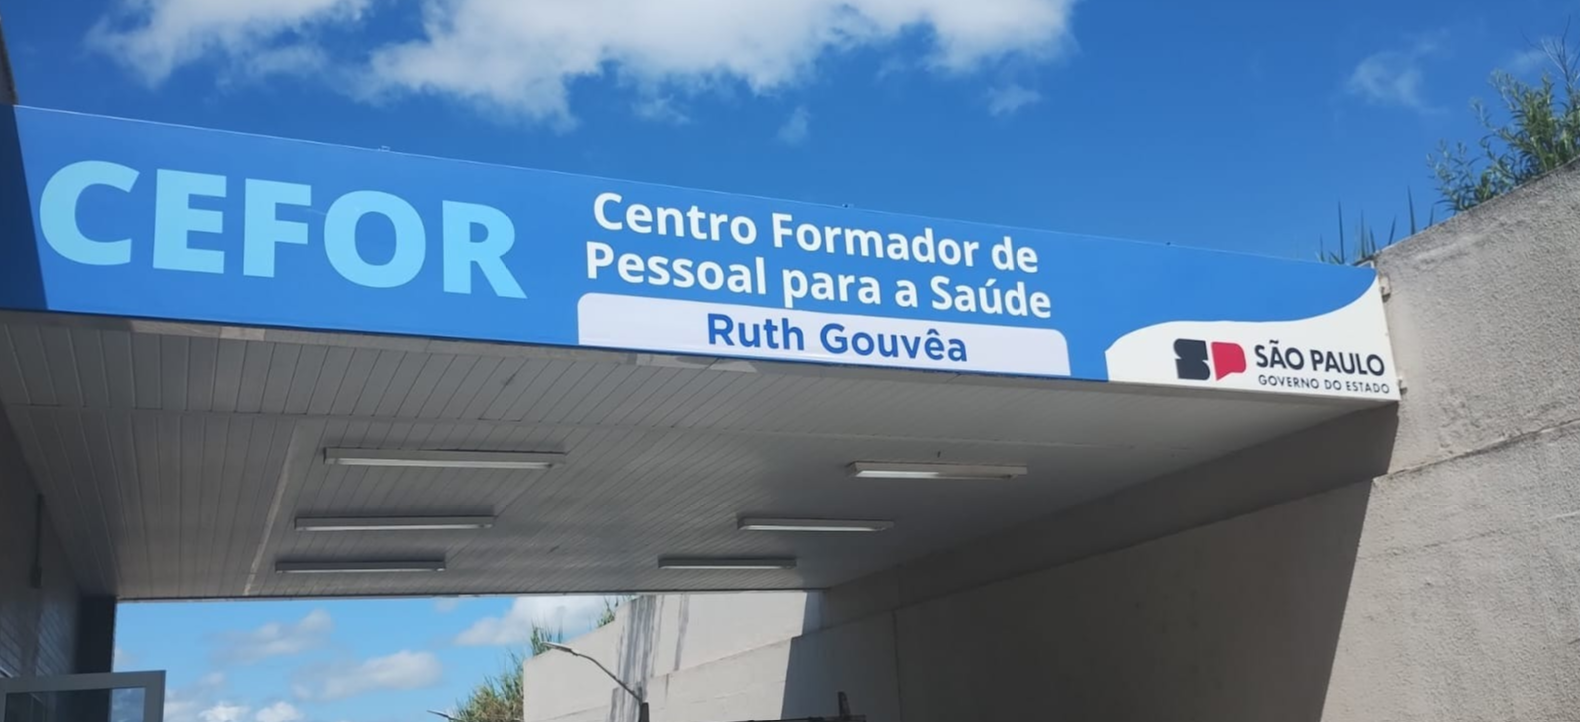 CEFOR
Centro Formador de
Pessoal para a Saúde
Ruth Gouvêa
SP
SÃO PAULO
GOVERNO DO ESTADO